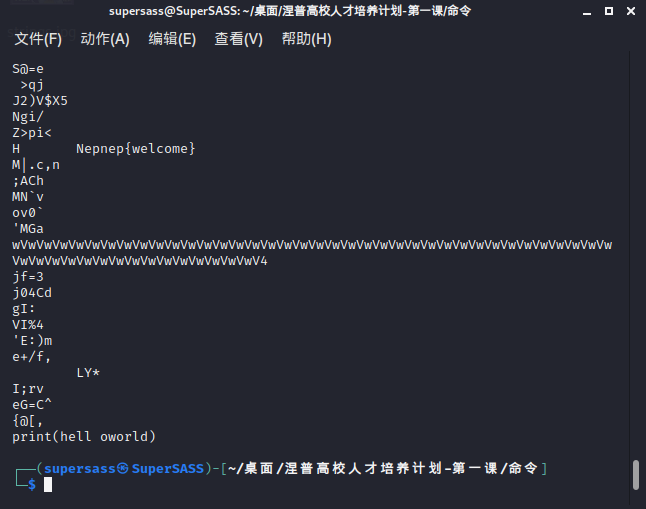 supersass@SuperSASS:~/桌面/涅普高校人才培养计划-第一课/命令
文件(F) 动作(A) 编辑(E) 查看(V) 帮助(H)
S@=e
 >qj
J2)V$X5
Ngi/
Z>pi<
H       Nepnep{welcome}
M|.c,n
;ACh
MN`v
ov0`
'MGa
wVwVwVwVwVwVwVwVwVwVwVwVwVwVwVwVwVwVwVwVwVwVwVwVwVwVwVwVwVwVwVwVwVwVwVwVwVw
VwVwVwVwVwVwVwVwVwVwVwVwVwVwVwV4
jf=3
j04Cd
gI:
VI%4
'E:)m
e+/f,
        LY*
I;rv
eG=C^
{@[,
print(hell oworld)
┌──(supersass㉿SuperSASS)-[~/桌面/涅普高校人才培养计划-第一课/命令]
└─$